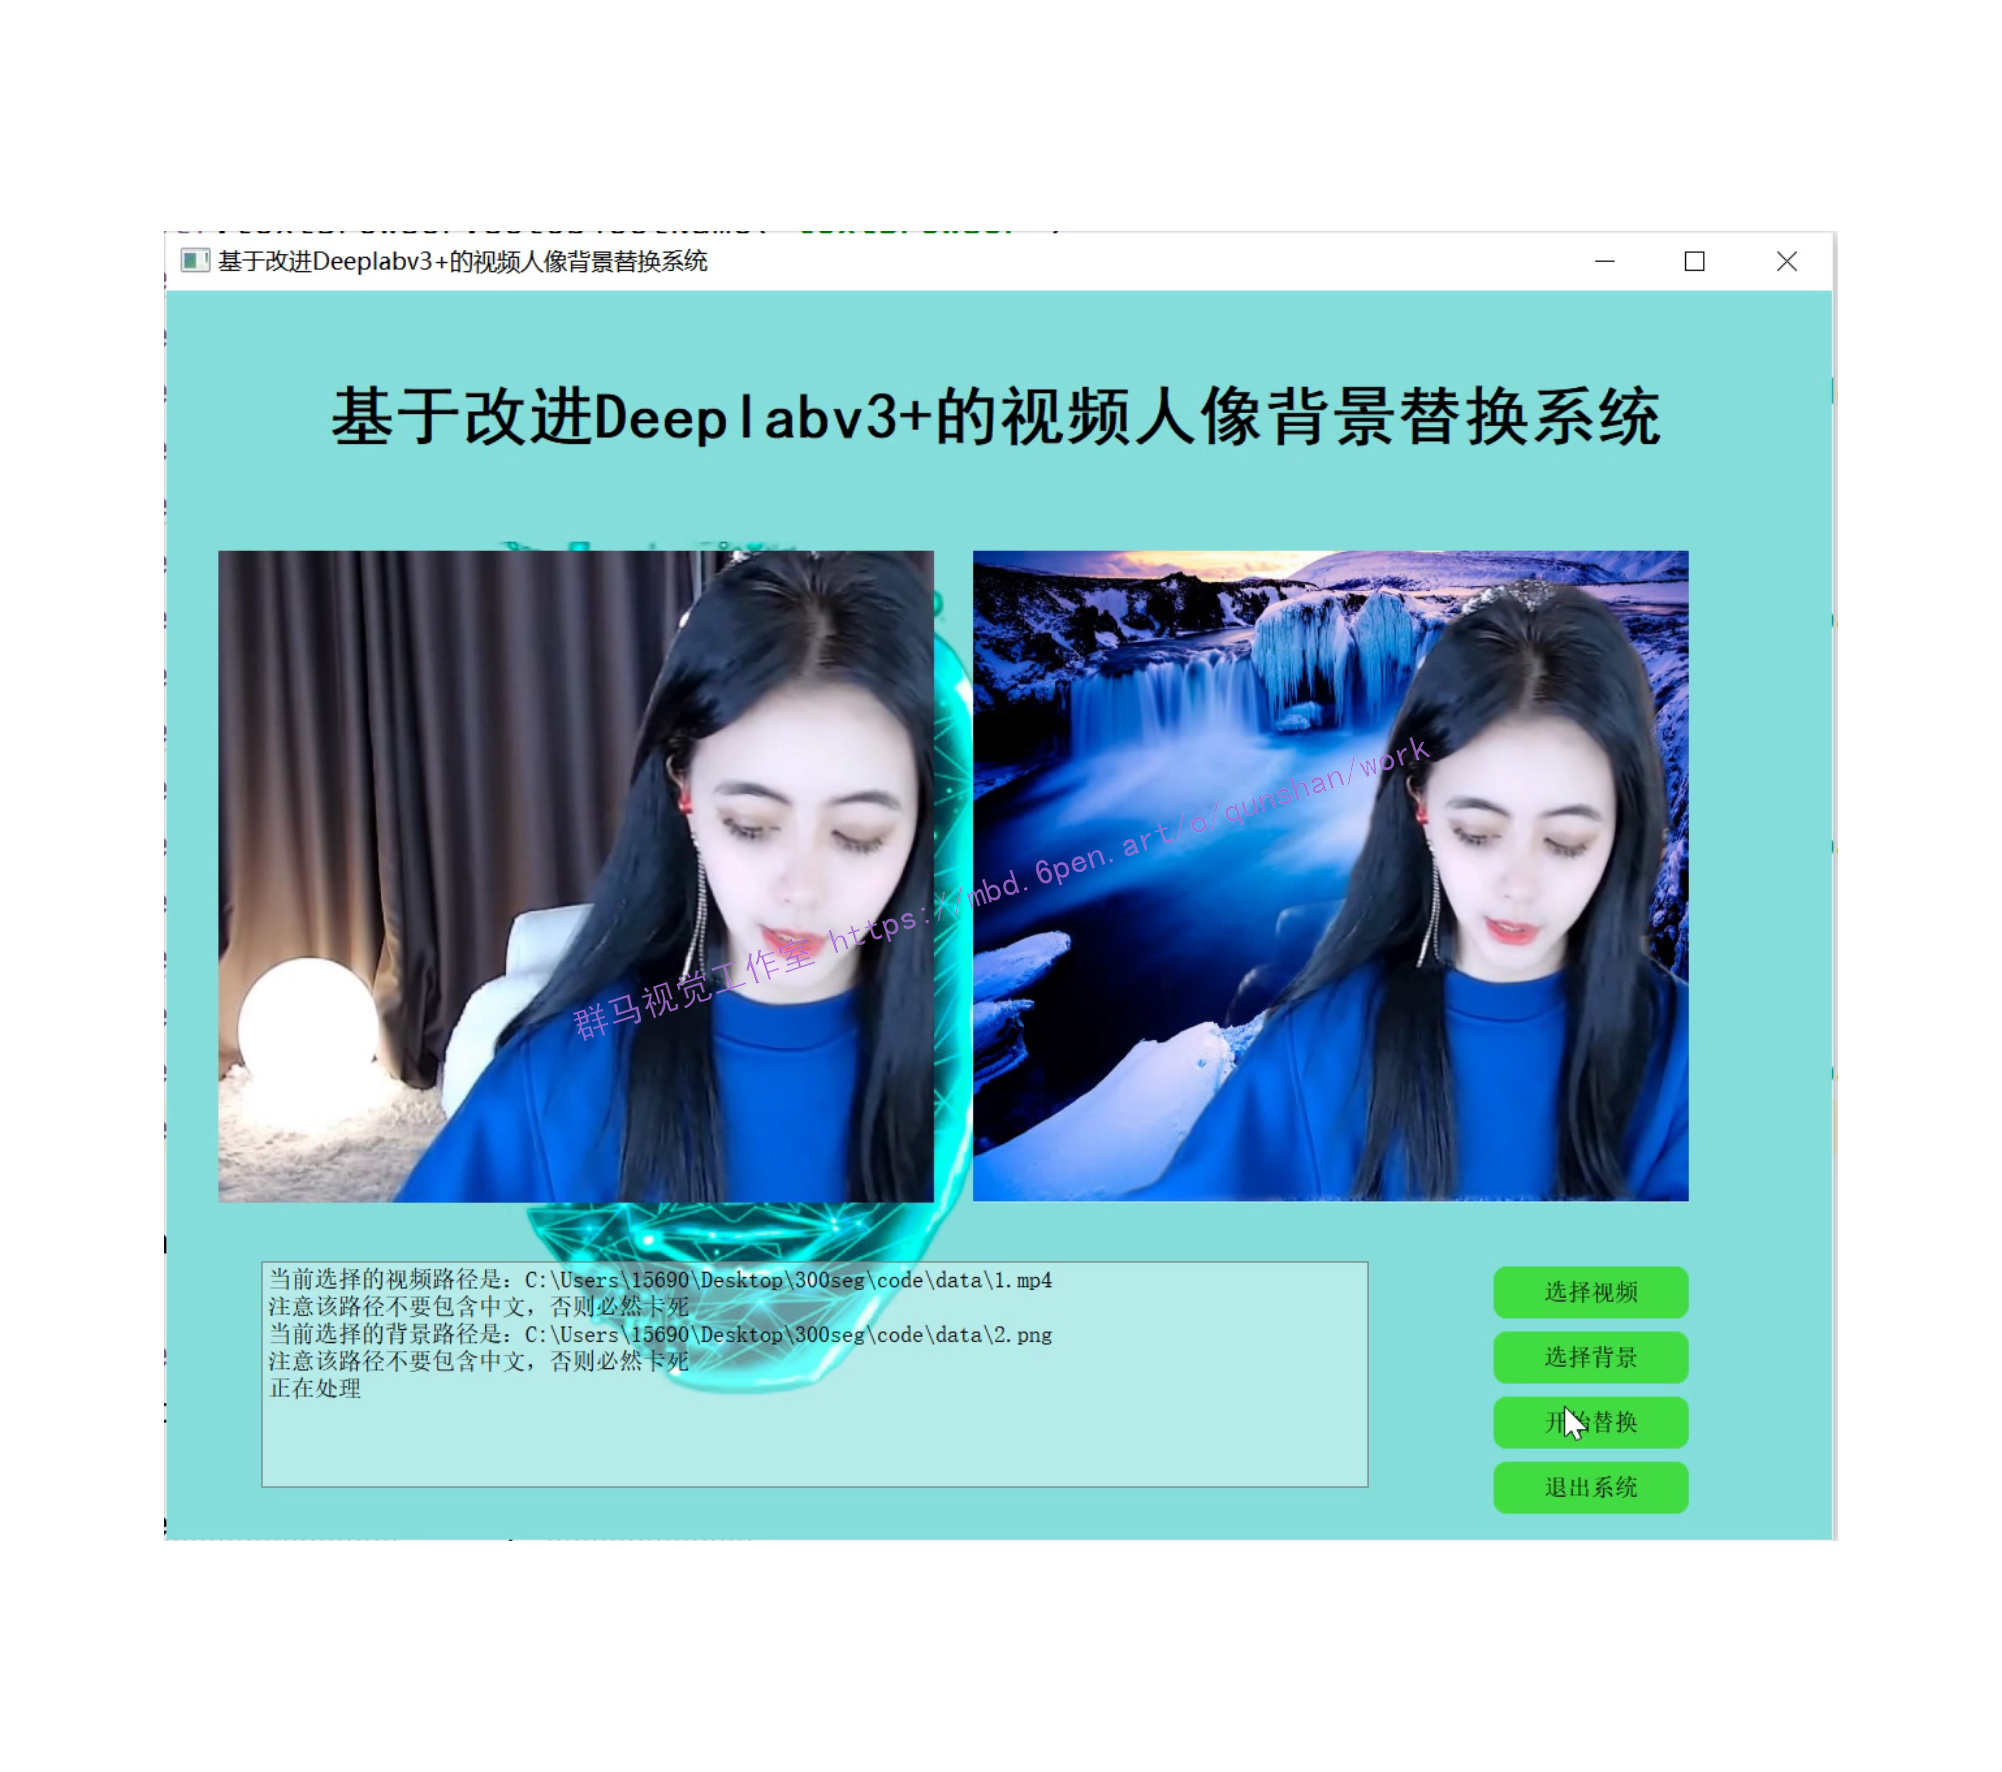 基于改进Deeplabv3+的视频人像背景替换系统
基于改进Deeplabv3+的视频人像背景替换系统
群马视觉工作室 https://mbd.6pen.art/o/qunshan/work
当前选择的视频路径是：C:\Users\15690\Desktop\300seg\code\data\1.mp4
注意该路径不要包含中文，否则必然卡死
当前选择的背景路径是：C:\Users\15690\Desktop\300seg\code\data\2.png
注意该路径不要包含中文，否则必然卡死
正在处理
选择视频
选择背景
开始替换
退出系统